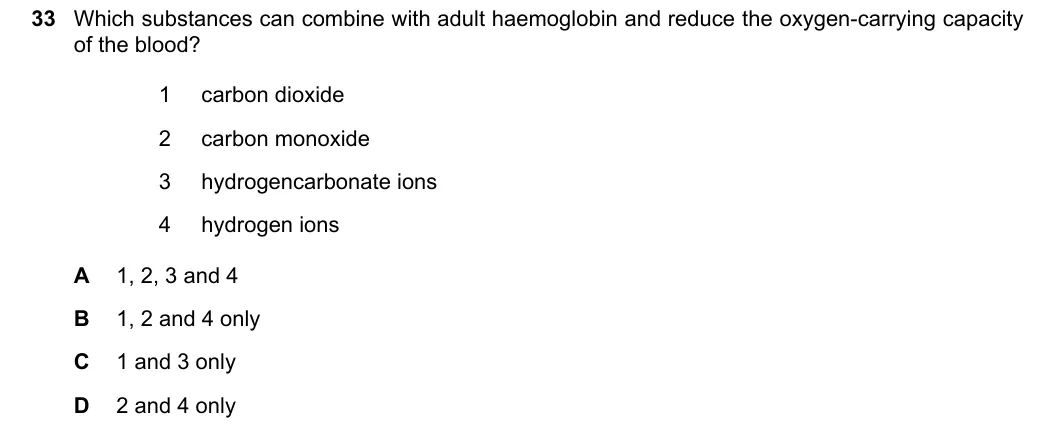 33 Which substances can combine with adult haemoglobin and reduce the oxygen-carrying capacity
of the blood?
1 carbon dioxide
2 carbon monoxide
3 hydrogencarbonate ions
4 hydrogen ions
A 1, 2, 3 and 4
B 1, 2 and 4 only
C 1 and 3 only
D 2 and 4 only